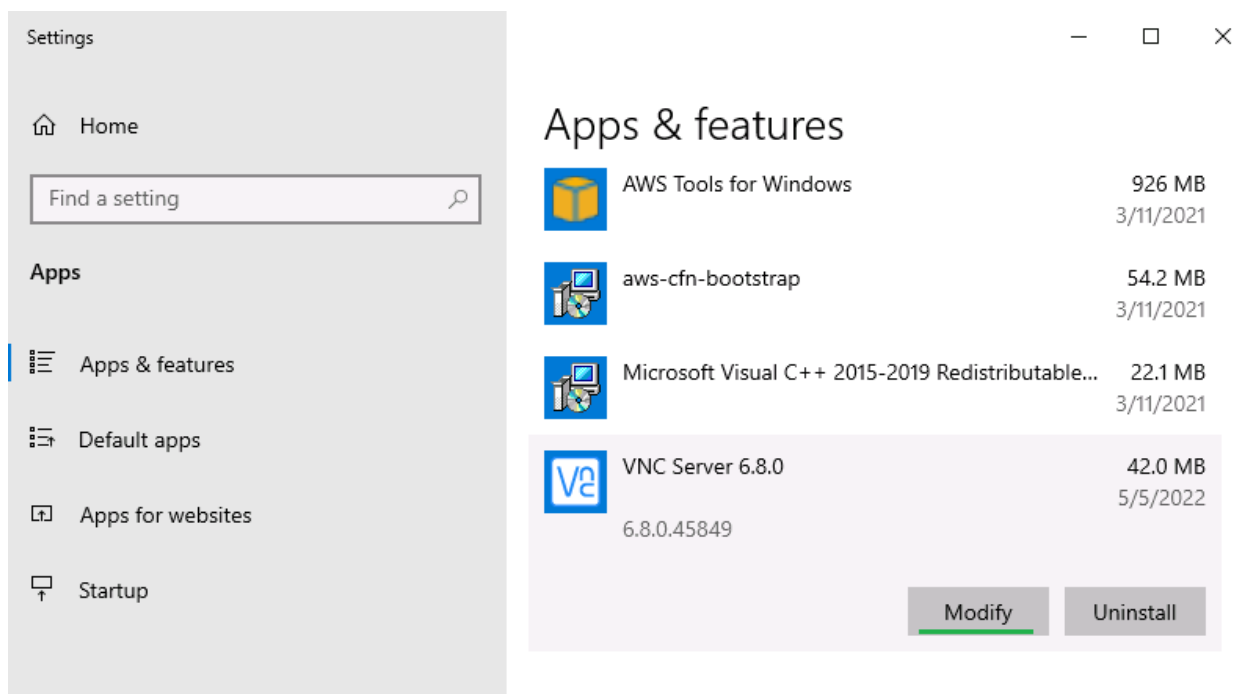 Settings
Home
Find a setting
Apps
Apps & features
Default apps
Apps for websites
Startup
Apps & features
AWS Tools for Windows 926 MB
3/11/2021
aws-cfn-bootstrap 54.2 MB
3/11/2021
Microsoft Visual C++ 2015-2019 Redistributable... 22.1 MB
3/11/2021
VNC Server 6.8.0 42.0 MB
5/5/2022
6.8.0.45849
Modify Uninstall